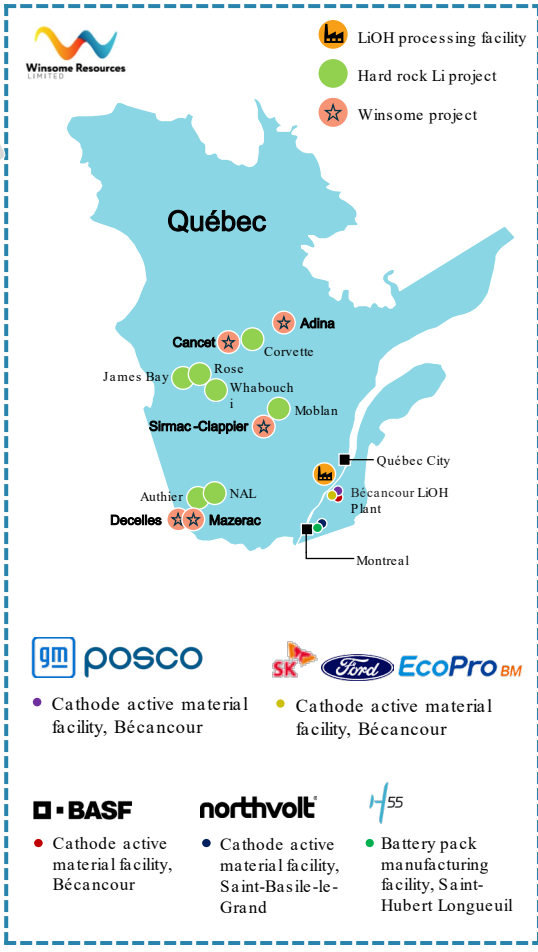 Winsome Resources
LIMITED
LiOH processing facility
Hard rock Li project
Winsome project
Québec
Adina
Cancet
Corvette
James Bay
Rose
Whabouch
i
Moblan
Sirmac-Clappier
Québec City
Authier
NAL
Bécancour LiOH
Plant
Decelles
Mazerac
Montreal
gm
posco
SK
Ford
EcoPro BM
Cathode active material
facility, Bécancour
Cathode active material
facility, Bécancour
BASF
northvolt
H55
Cathode active
material facility,
Bécancour
Cathode active
material facility,
Saint-Basile-le-
Grand
Battery pack
manufacturing
facility, Saint-
Hubert Longueuil